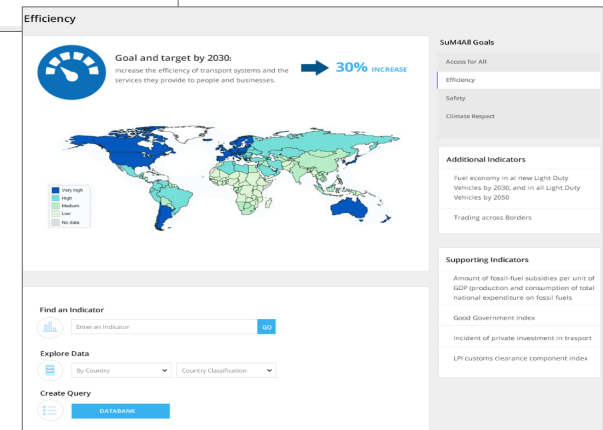 Efficiency
Goal and target by 2030:
Increase the efficiency of transport systems and the
services they provide to people and businesses.
30% INCREASE
Very high
High
Medium
Low
No data
Find an Indicator
Enter an Indicator
GO
Explore Data
By Country
Country Classification
Create Query
DATABANK
SuM4All Goals
Access for All
Efficiency
Safety
Climate Respect
Additional Indicators
Fuel economy in all new Light Duty
Vehicles by 2030, and in all Light Duty
Vehicles by 2050
Trading across Borders
Supporting Indicators
Amount of fossil-fuel subsidies per unit of
GDP (production and consumption of total
national expenditure on fossil fuels
Good Government Index
Incident of private investment in trasport
LPI customs clearance component index